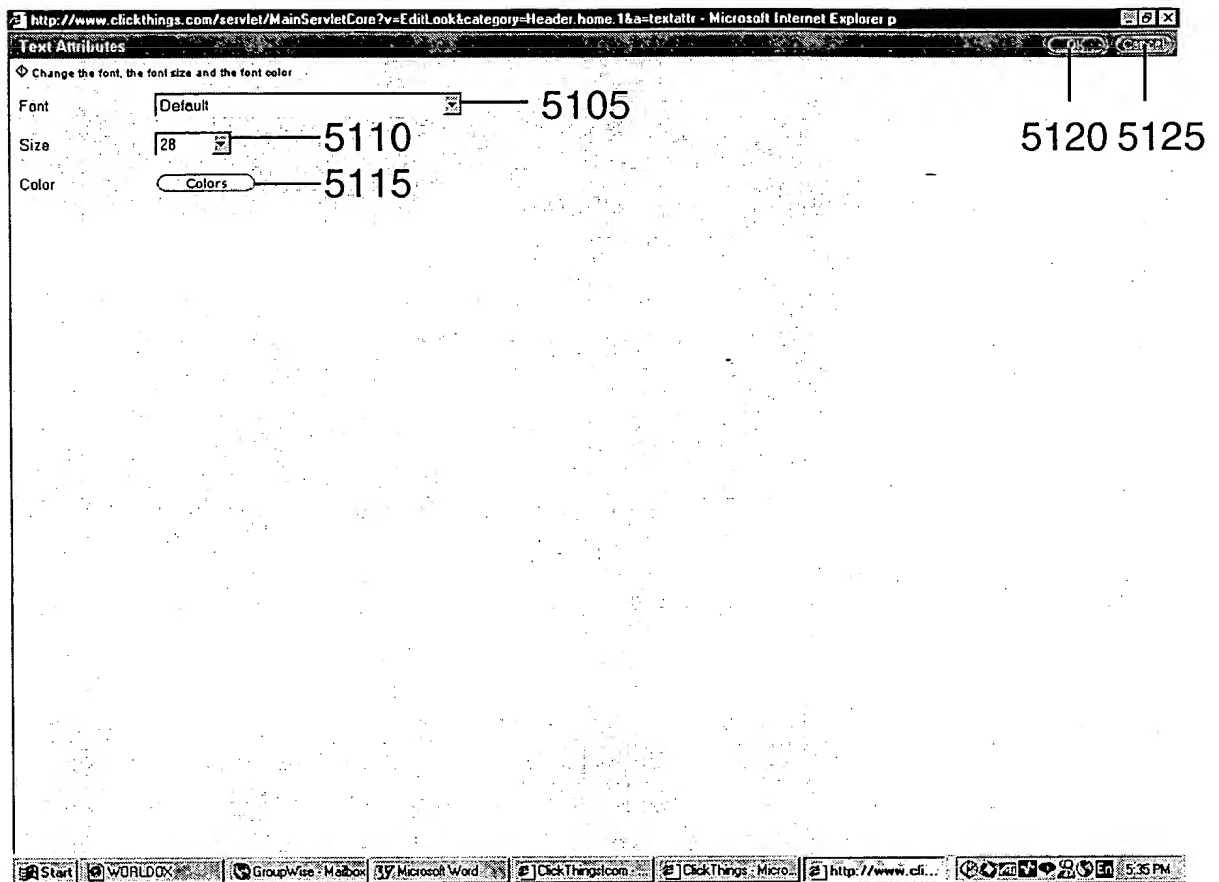 http://www.clickthings.com/servlet/MainServletCore?v=EditLook&category=Header.home.1&a=textattr - Microsoft Internet Explorer p
Text Attributes OK Cancel
Change the font, the font size and the font color
Font Default 5105
5120 5125
Size 28 5110
Color Colors 5115
Start WORLDOX GroupWise - Mailbox Microsoft Word ClickThings!com - ... ClickThings - Micro... http://www.cli... En 5:35 PM